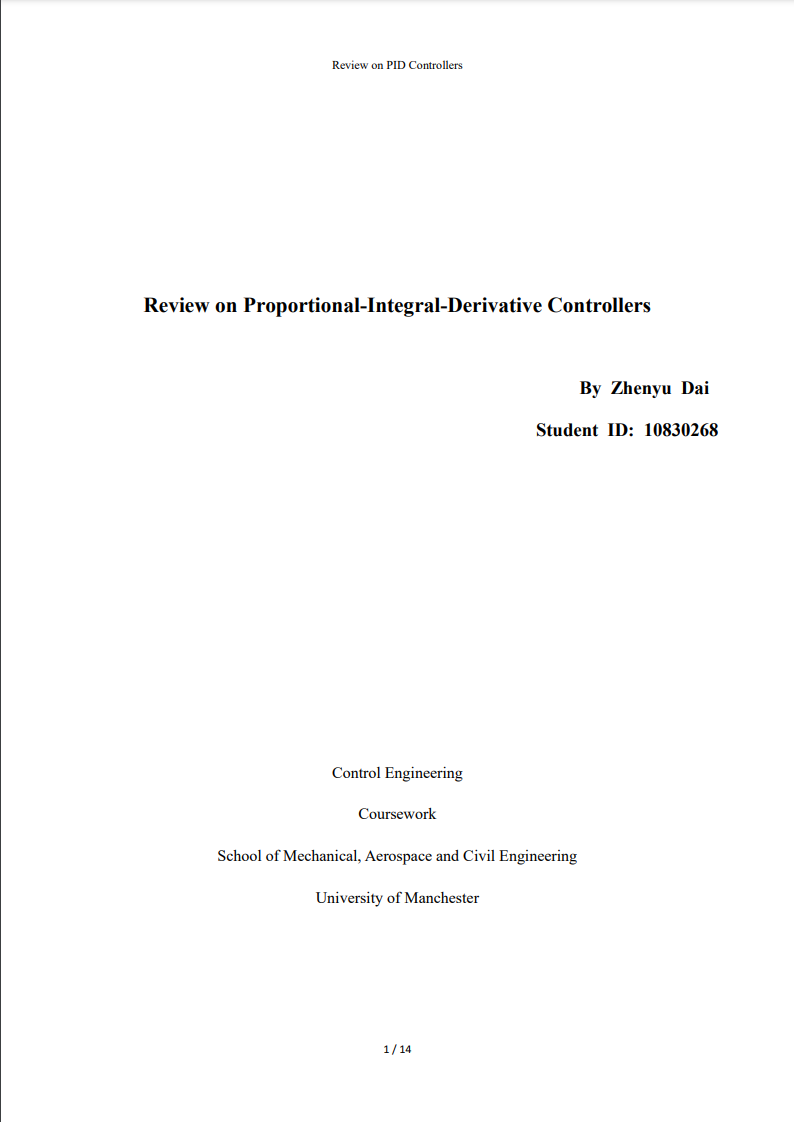 Review on PID Controllers
Review on Proportional-Integral-Derivative Controllers
By Zhenyu Dai
Student ID: 10830268
Control Engineering
Coursework
School of Mechanical, Aerospace and Civil Engineering
University of Manchester
1 / 14